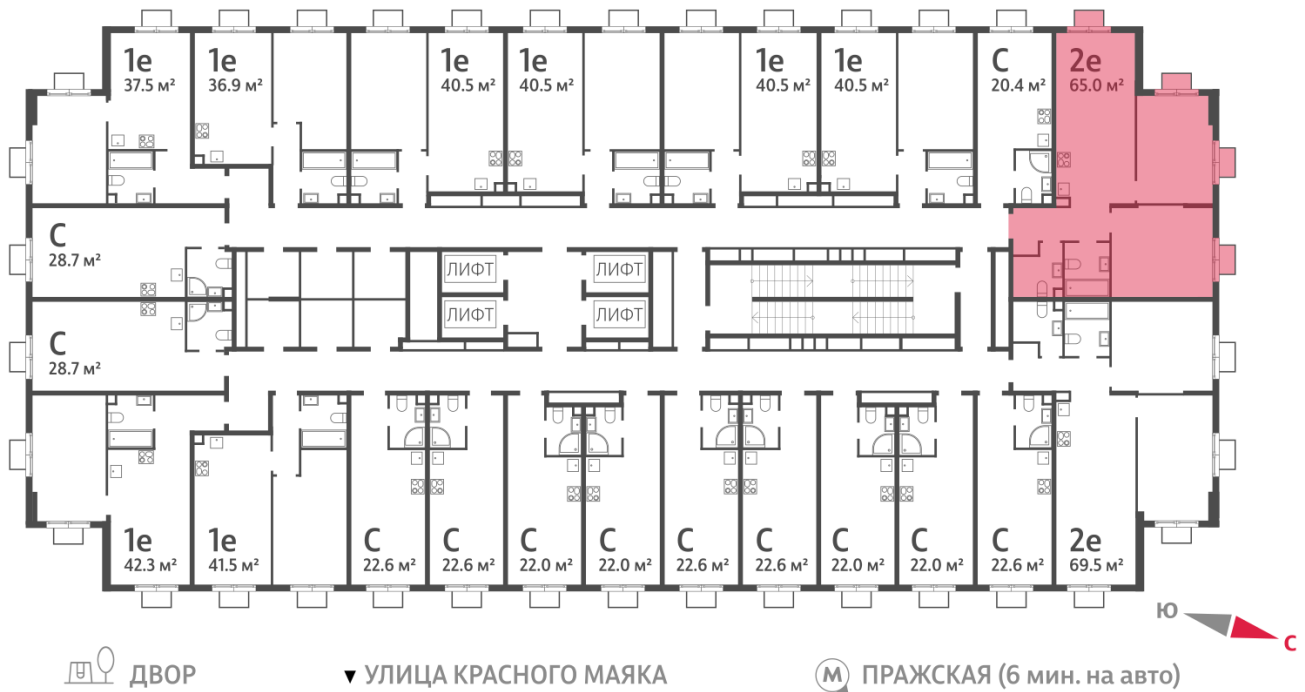 1е
37.5 м²
1е
36.9 м²
1е
40.5 м²
1е
40.5 м²
1е
40.5 м²
1е
40.5 м²
С
20.4 м²
2е
65.0 м²
С
28.7 м²
ЛИФТ
ЛИФТ
ЛИФТ
ЛИФТ
С
28.7 м²
1е
42.3 м²
1е
41.5 м²
С
22.6 м²
С
22.6 м²
С
22.0 м²
С
22.0 м²
С
22.6 м²
С
22.6 м²
С
22.0 м²
С
22.0 м²
С
22.6 м²
2е
69.5 м²
Ю
С
ДВОР
▼ УЛИЦА КРАСНОГО МАЯКА
М ПРАЖСКАЯ (6 мин. на авто)